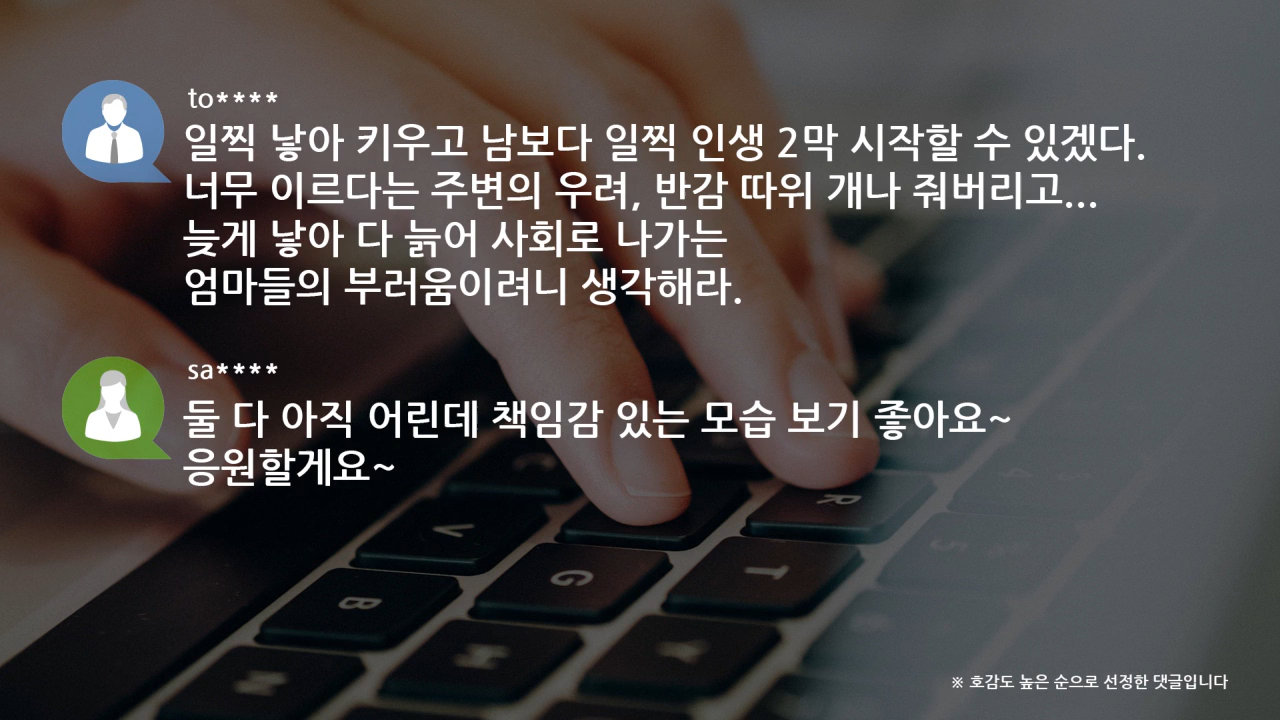 to****
일찍 낳아 키우고 남보다 일찍 인생 2막 시작할 수 있겠다.
너무 이르다는 주변의 우려, 반감 따위 개나 줘버리고...
늦게 낳아 다 늙어 사회로 나가는
엄마들의 부러움이려니 생각해라.
sa****
둘 다 아직 어린데 책임감 있는 모습 보기 좋아요~
응원할게요~
R
V
G
T
B
H
Y
N
※ 호감도 높은 순으로 선정한 댓글입니다